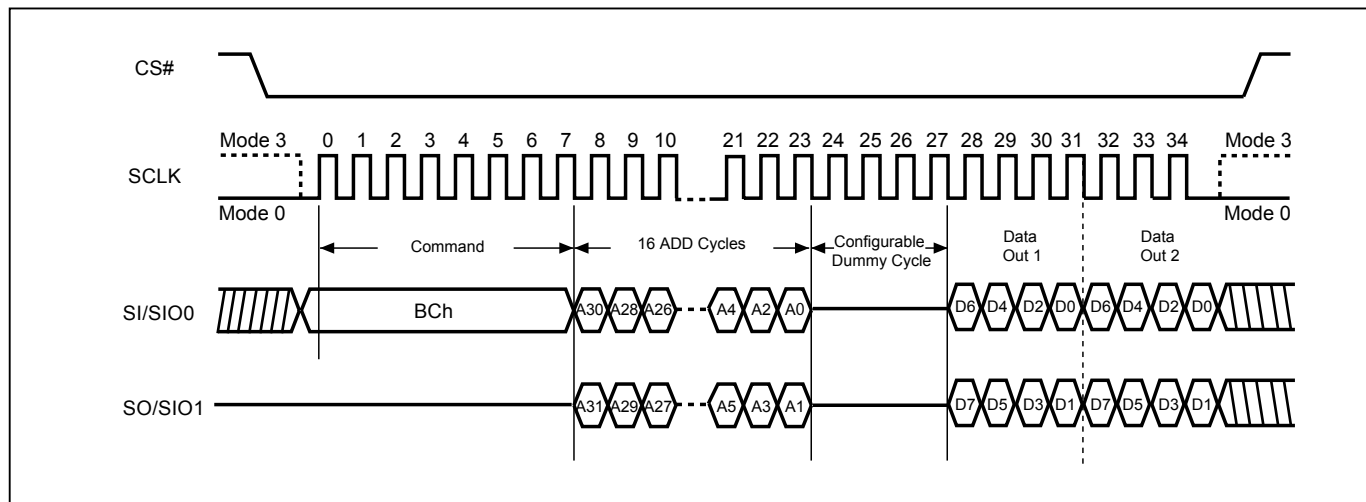 CS#
Mode 3 0 1 2 3 4 5 6 7 8 9 10 21 22 23 24 25 26 27 28 29 30 31 32 33 34 Mode 3
SCLK
Mode 0 Mode 0
Command 16 ADD Cycles Configurable Dummy Cycle Data Out 1 Data Out 2
SI/SIO0 BCh A30 A28 A26 A4 A2 A0 D6 D4 D2 D0 D6 D4 D2 D0
SO/SIO1 A31 A29 A27 A5 A3 A1 D7 D5 D3 D1 D7 D5 D3 D1